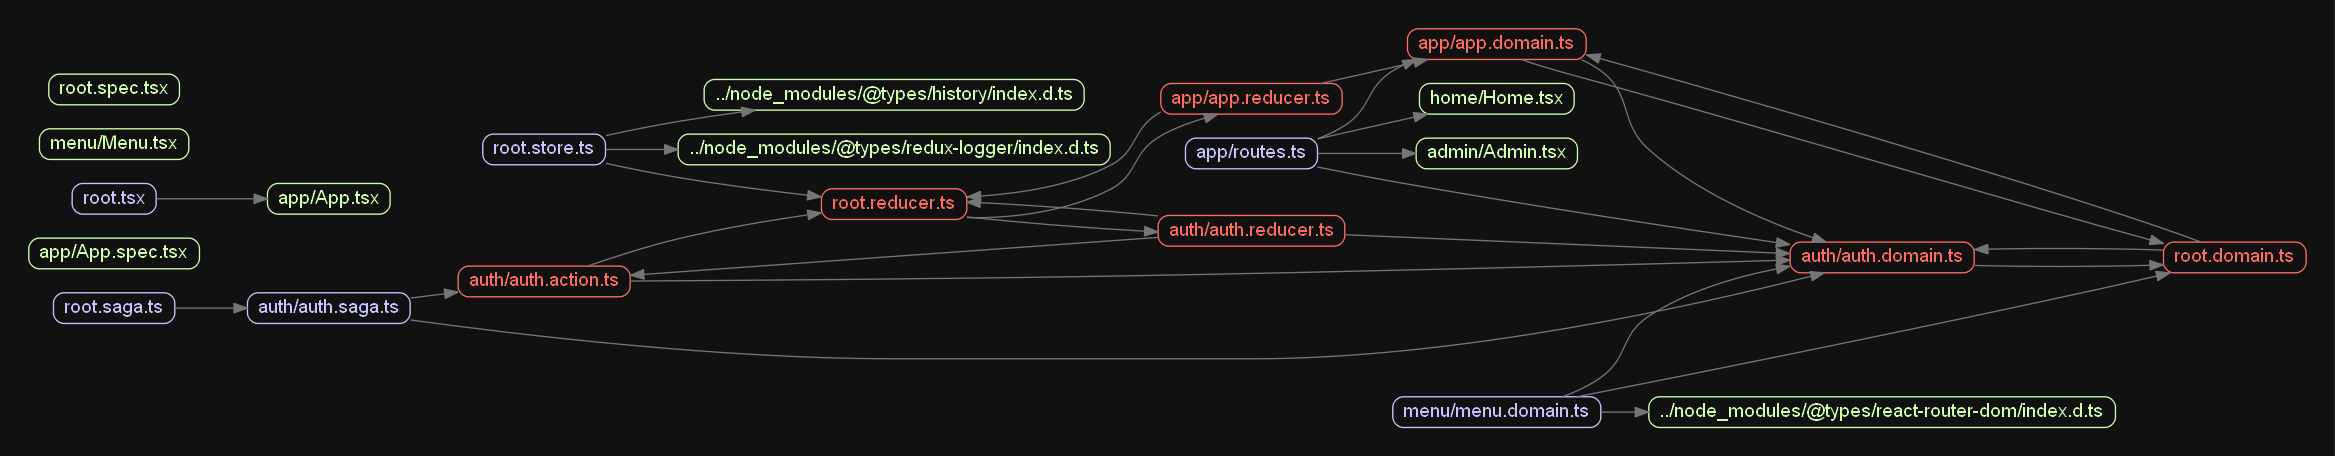 root.spec.tsx
menu/Menu.tsx
root.tsx
app/App.tsx
app/App.spec.tsx
root.saga.ts
auth/auth.saga.ts
root.store.ts
auth/auth.action.ts
../node_modules/@types/history/index.d.ts
../node_modules/@types/redux-logger/index.d.ts
root.reducer.ts
app/app.reducer.ts
app/routes.ts
auth/auth.reducer.ts
app/app.domain.ts
home/Home.tsx
admin/Admin.tsx
menu/menu.domain.ts
auth/auth.domain.ts
../node_modules/@types/react-router-dom/index.d.ts
root.domain.ts